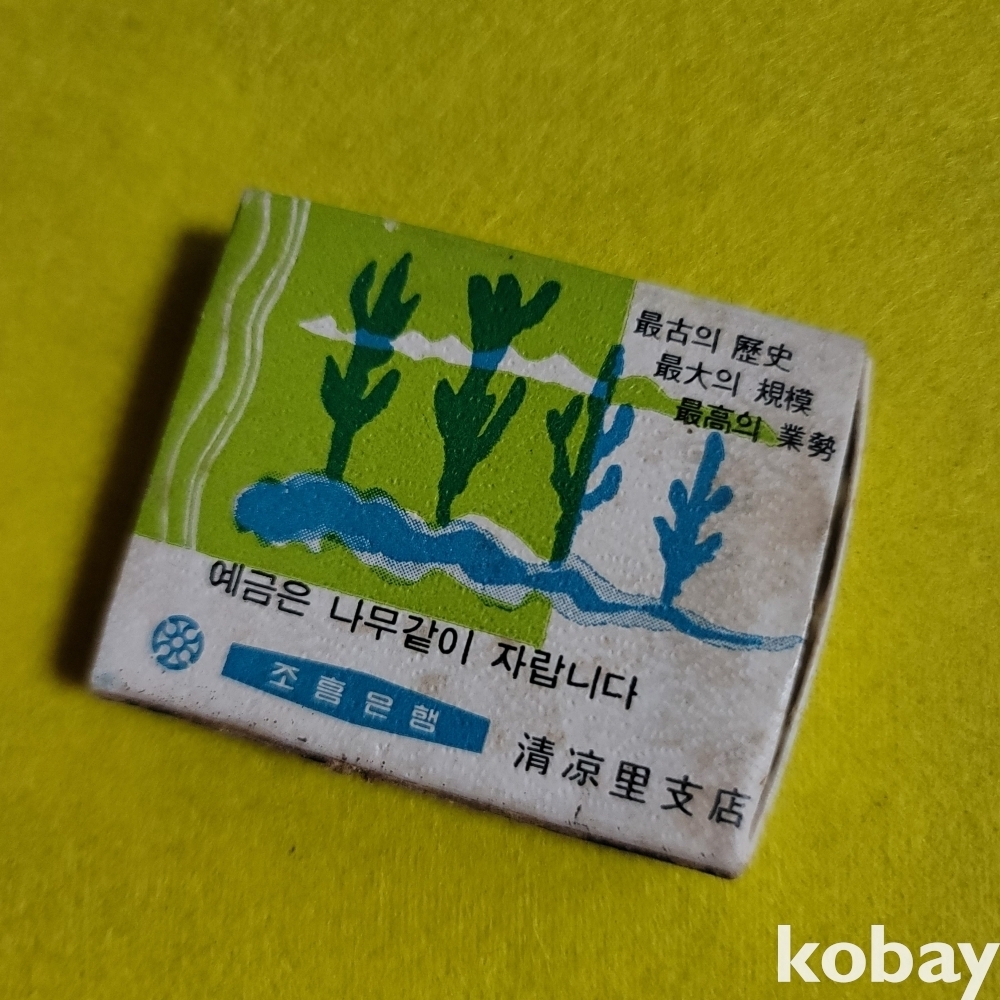 最古의 歷史
最大의 規模
最高의 業勢
예금은 나무같이 자랍니다
조흥은행
清凉里支店
kobay